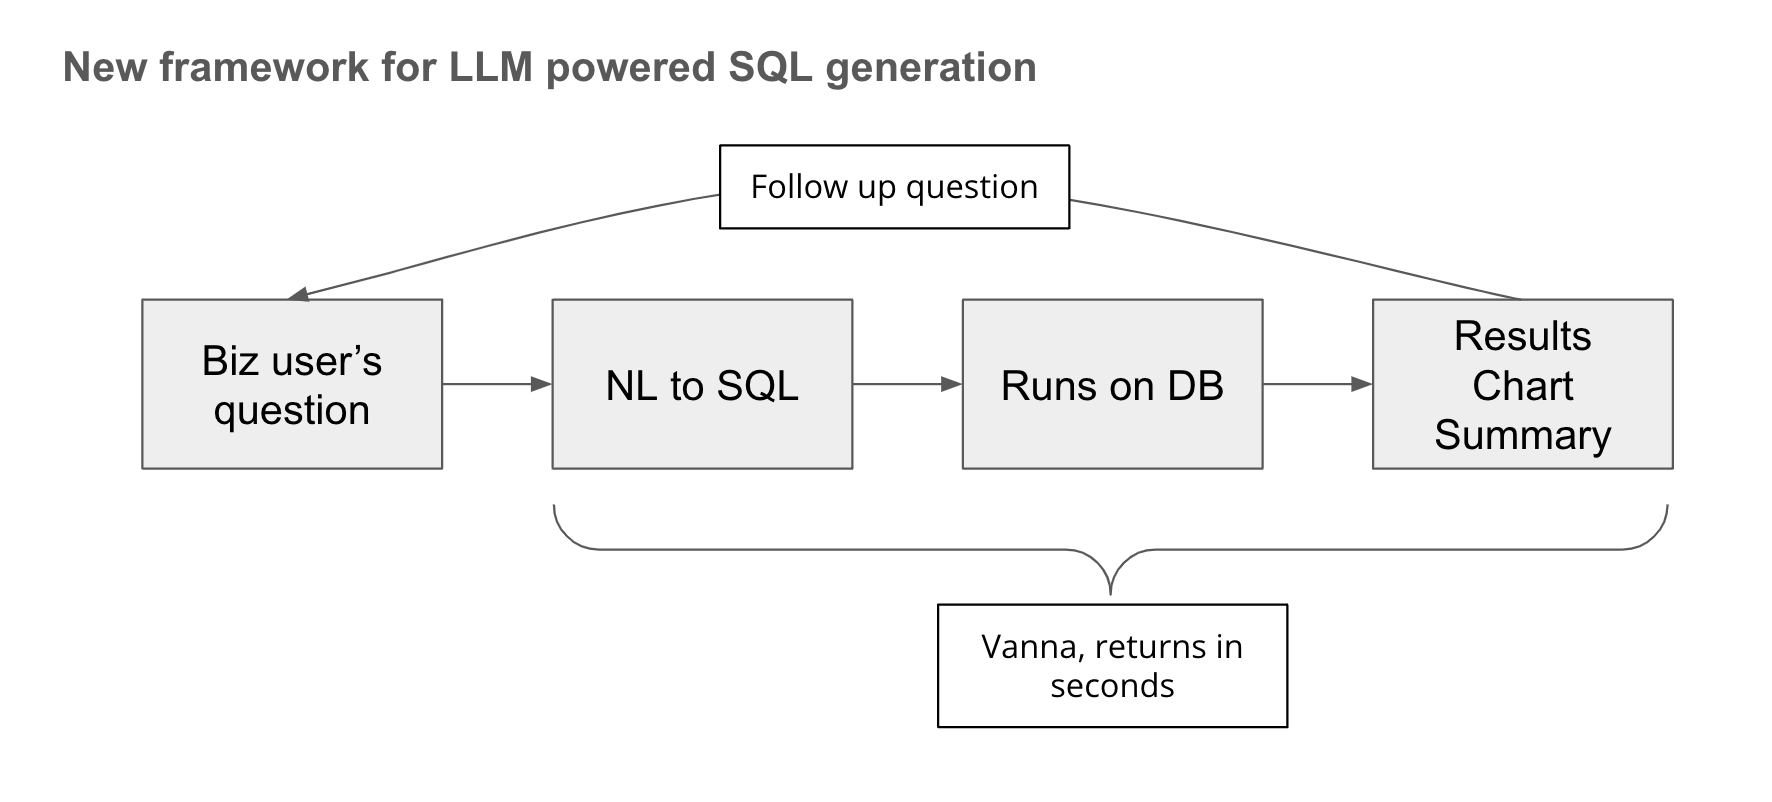 New framework for LLM powered SQL generation
Follow up question
Biz user’s
question
NL to SQL
Runs on DB
Results
Chart
Summary
Vanna, returns in
seconds